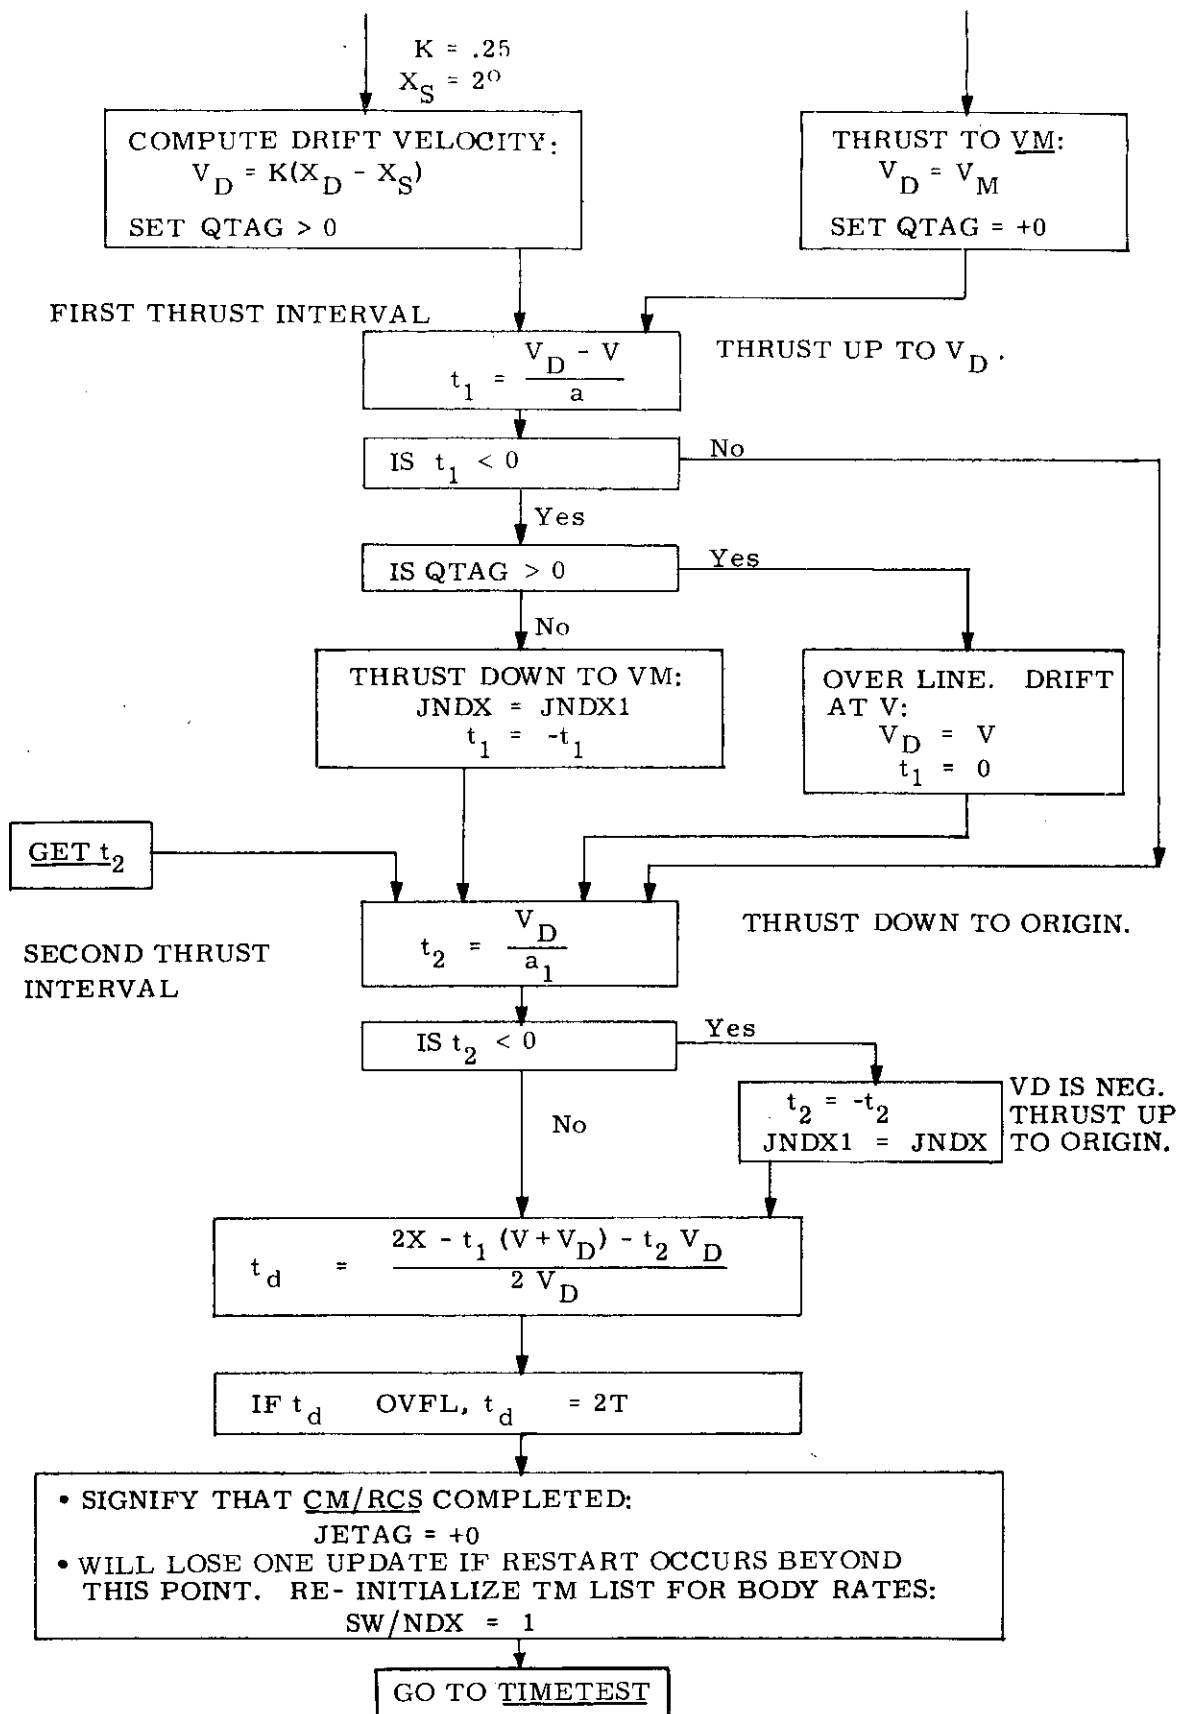 K = .25
X_S = 2°
COMPUTE DRIFT VELOCITY:
V_D = K(X_D - X_S)
SET QTAG > 0
THRUST TO VM:
V_D = V_M
SET QTAG = +0
FIRST THRUST INTERVAL
t_1 = (V_D - V) / a
THRUST UP TO V_D .
IS t_1 < 0
No
Yes
IS QTAG > 0
Yes
No
THRUST DOWN TO VM:
JNDX = JNDX1
t_1 = -t_1
OVER LINE. DRIFT
AT V:
V_D = V
t_1 = 0
GET t_2
SECOND THRUST
INTERVAL
t_2 = V_D / a_1
THRUST DOWN TO ORIGIN.
IS t_2 < 0
Yes
No
t_2 = -t_2
JNDX1 = JNDX
VD IS NEG.
THRUST UP
TO ORIGIN.
t_d = (2X - t_1 (V+V_D) - t_2 V_D) / (2 V_D)
IF t_d OVFL, t_d = 2T
• SIGNIFY THAT CM/RCS COMPLETED:
JETAG = +0
• WILL LOSE ONE UPDATE IF RESTART OCCURS BEYOND
THIS POINT. RE- INITIALIZE TM LIST FOR BODY RATES:
SW/NDX = 1
GO TO TIMETEST